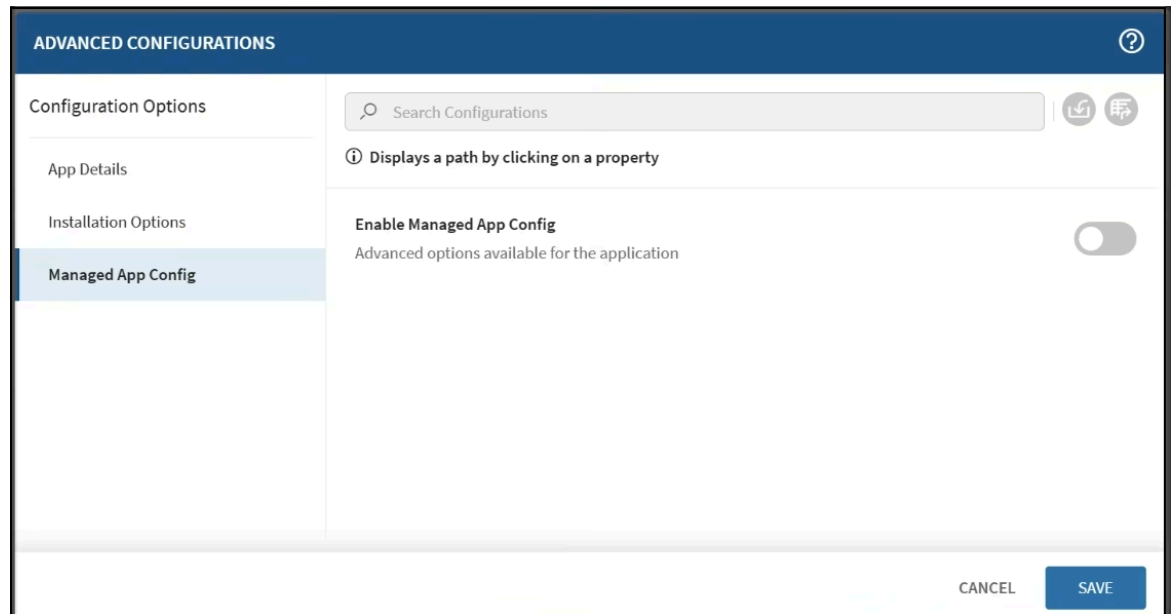 ADVANCED CONFIGURATIONS
Configuration Options
Search Configurations
Displays a path by clicking on a property
App Details
Installation Options
Managed App Config
Enable Managed App Config
Advanced options available for the application
CANCEL
SAVE